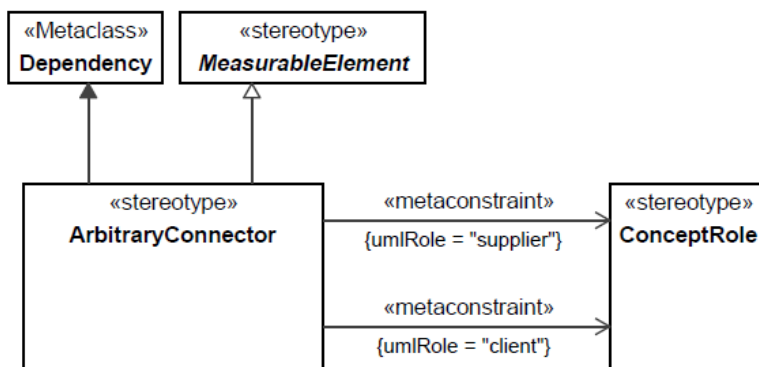 «Metaclass»
Dependency
«stereotype»
MeasurableElement
«stereotype»
ArbitraryConnector
«metaconstraint»
{umlRole = "supplier"}
«metaconstraint»
{umlRole = "client"}
«stereotype»
ConceptRole